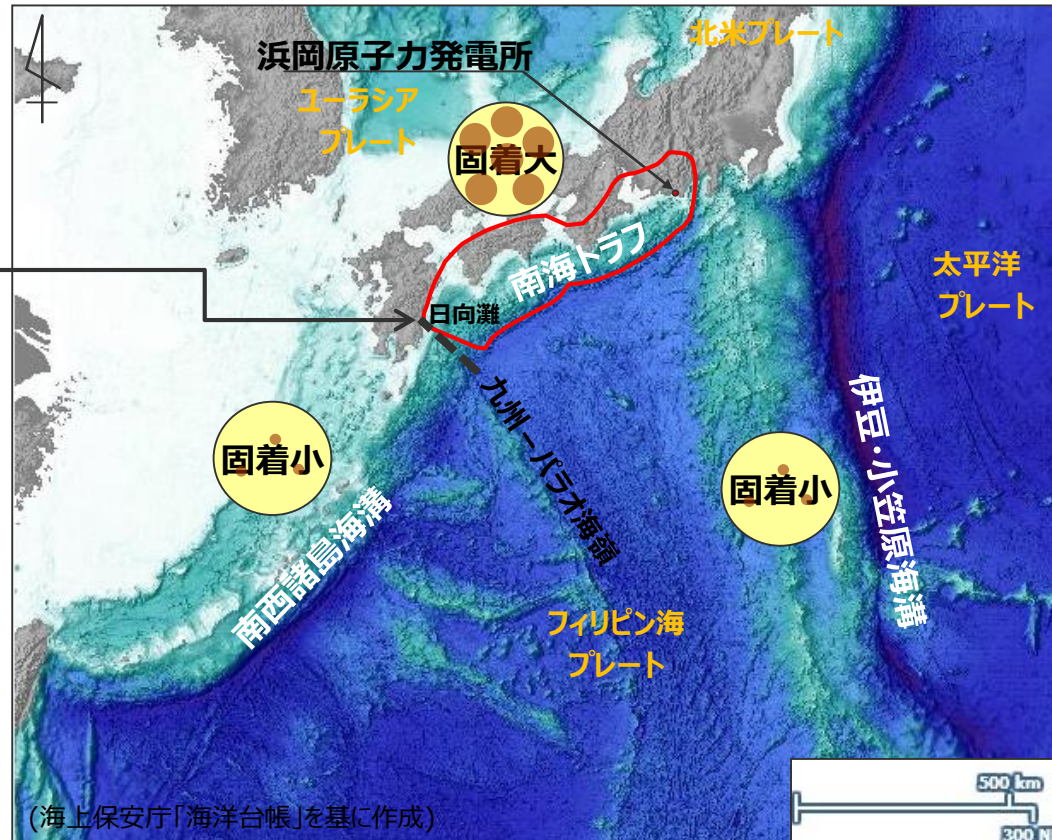 北米プレート
浜岡原子力発電所
ユーラシア
プレート
固着大
南海トラフ
太平洋
プレート
日向灘
九州-パラオ海嶺
伊豆・小笠原海溝
固着小
固着小
南西諸島海溝
フィリピン海
プレート
500 km
300
(海上保安庁「海洋台帳」を基に作成)